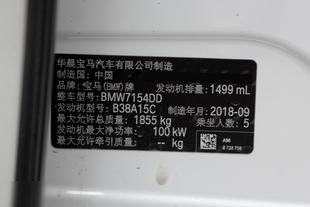 华晨宝马汽车有限公司制造
制造国：中国
品牌：宝马(BMW)牌 发动机排量：1499 mL
整车型号：BMW7154DD
发动机型号：B38A15C 制造年月：2018-09
最大允许总质量：1855 kg 乘坐人数：5
发动机最大净功率：100 kW
最大允许牵引质量：-- kg